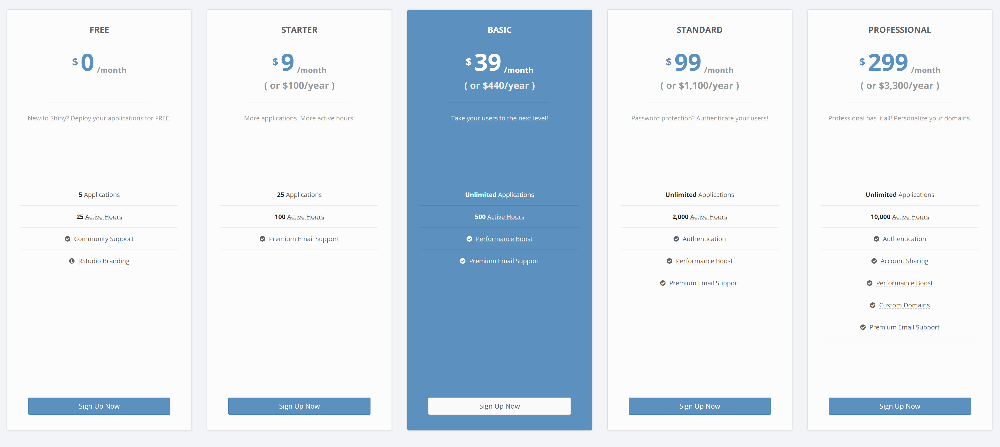 FREE
$ 0 /month
New to Shiny? Deploy your applications for FREE.
5 Applications
25 Active Hours
Community Support
RStudio Branding
Sign Up Now
STARTER
$ 9 /month
( or $100/year )
More applications. More active hours!
25 Applications
100 Active Hours
Premium Email Support
Sign Up Now
BASIC
$ 39 /month
( or $440/year )
Take your users to the next level!
Unlimited Applications
500 Active Hours
Performance Boost
Premium Email Support
Sign Up Now
STANDARD
$ 99 /month
( or $1,100/year )
Password protection? Authenticate your users!
Unlimited Applications
2,000 Active Hours
Authentication
Performance Boost
Premium Email Support
Sign Up Now
PROFESSIONAL
$ 299 /month
( or $3,300/year )
Professional has it all! Personalize your domains.
Unlimited Applications
10,000 Active Hours
Authentication
Account Sharing
Performance Boost
Custom Domains
Premium Email Support
Sign Up Now